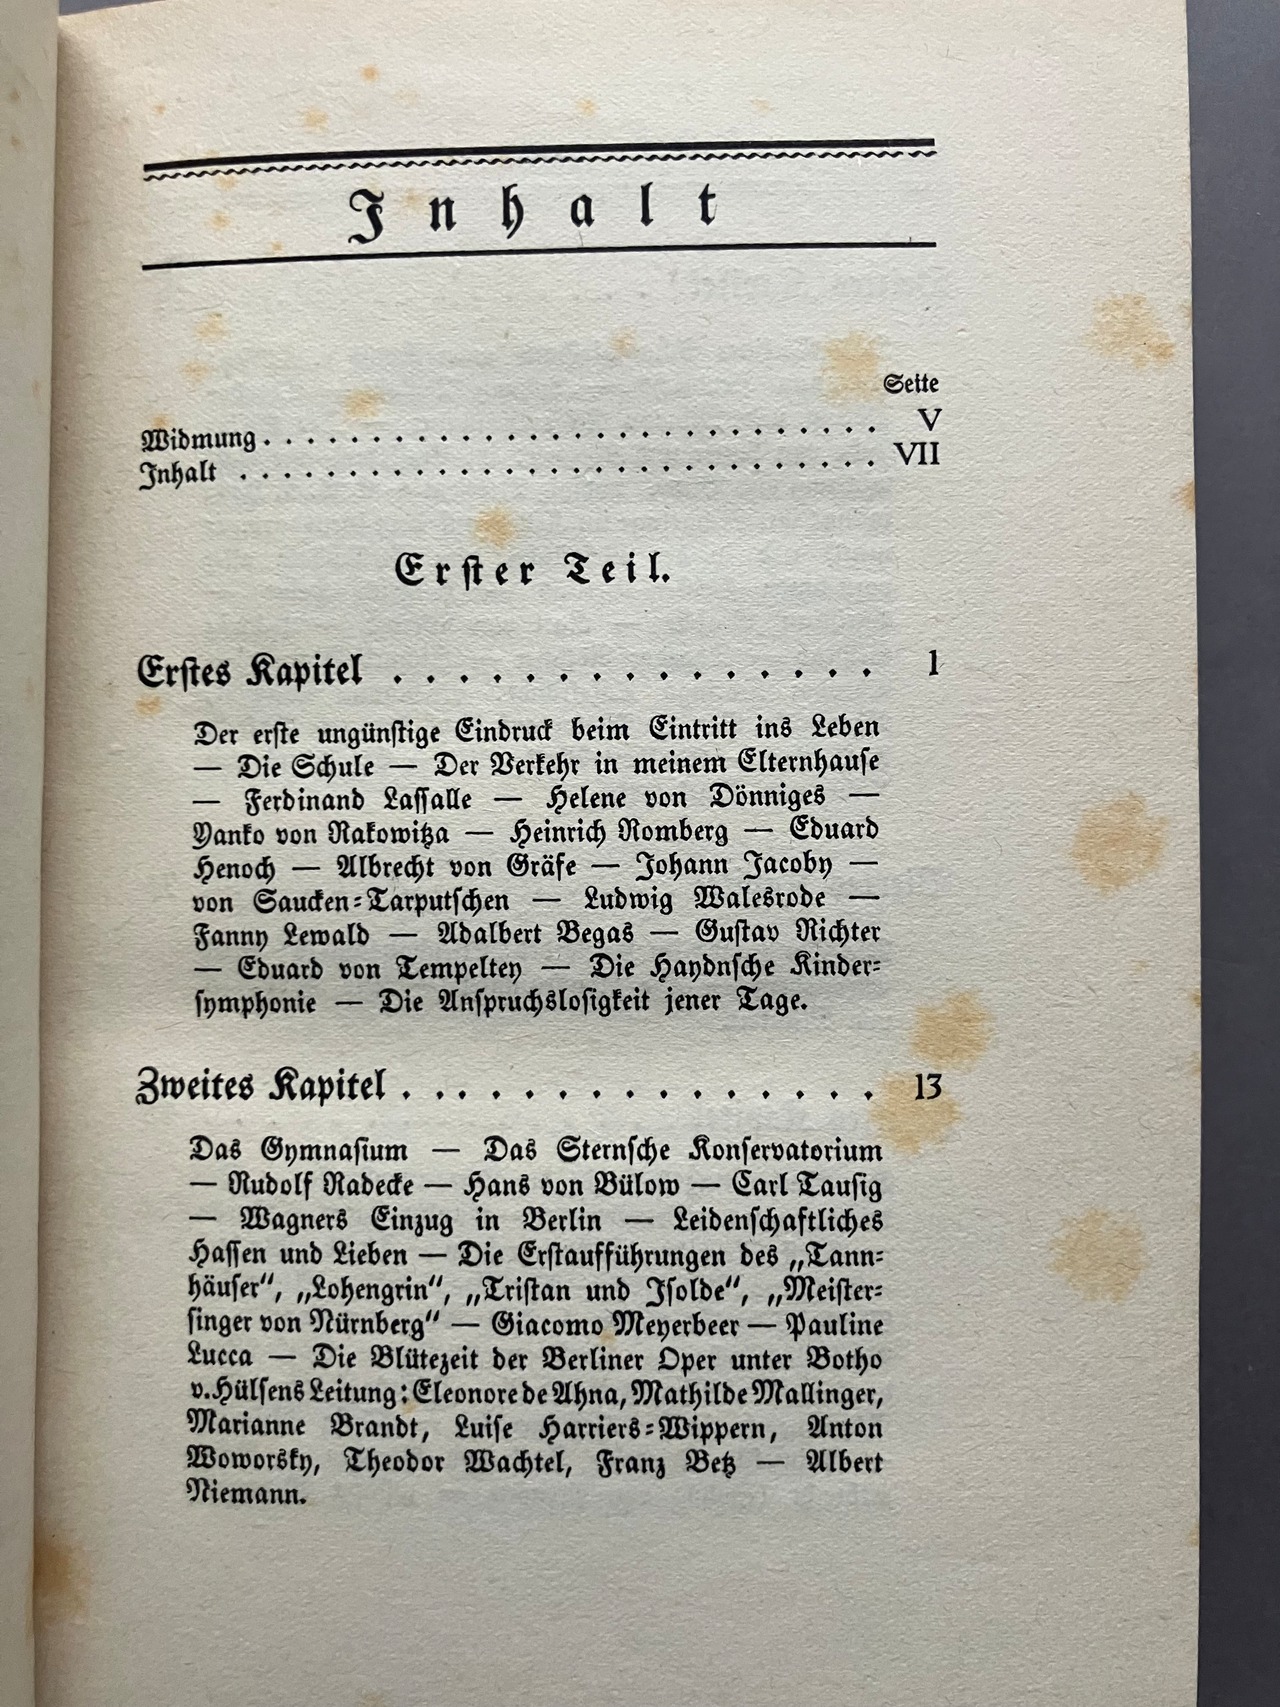 Inhalt
Seite
Widmung . . . . . . . . . . . . . . . . . . . . . . . . . . . . V
Inhalt . . . . . . . . . . . . . . . . . . . . . . . . . . . . . VII
Erster Teil.
Erstes Kapitel . . . . . . . . . . . . . . . 1
Der erste ungünstige Eindruck beim Eintritt ins Leben
— Die Schule — Der Verkehr in meinem Elternhause
— Ferdinand Lassalle — Helene von Dönniges —
Yanko von Rakowitza — Heinrich Romberg — Eduard
Henoch — Albrecht von Gräfe — Johann Jacoby —
von Saucken-Tarputschen — Ludwig Walesrode —
Fanny Lewald — Adalbert Begas — Gustav Richter
— Eduard von Tempeltey — Die Haydnsche Kinder-
symphonie — Die Anspruchslosigkeit jener Tage.
Zweites Kapitel . . . . . . . . . . . . . . . 13
Das Gymnasium — Das Sternsche Konservatorium
— Rudolf Radecke — Hans von Bülow — Carl Tausig
— Wagners Einzug in Berlin — Leidenschaftliches
Hassen und Lieben — Die Erstaufführungen des „Tann-
häuser“, „Lohengrin“, „Tristan und Isolde“, „Meister-
singer von Nürnberg“ — Giacomo Meyerbeer — Pauline
Lucca — Die Blütezeit der Berliner Oper unter Botho
v. Hülsens Leitung: Eleonore de Ahna, Mathilde Mallinger,
Marianne Brandt, Luise Harriers-Wippern, Anton
Woworsky, Theodor Wachtel, Franz Betz — Albert
Niemann.